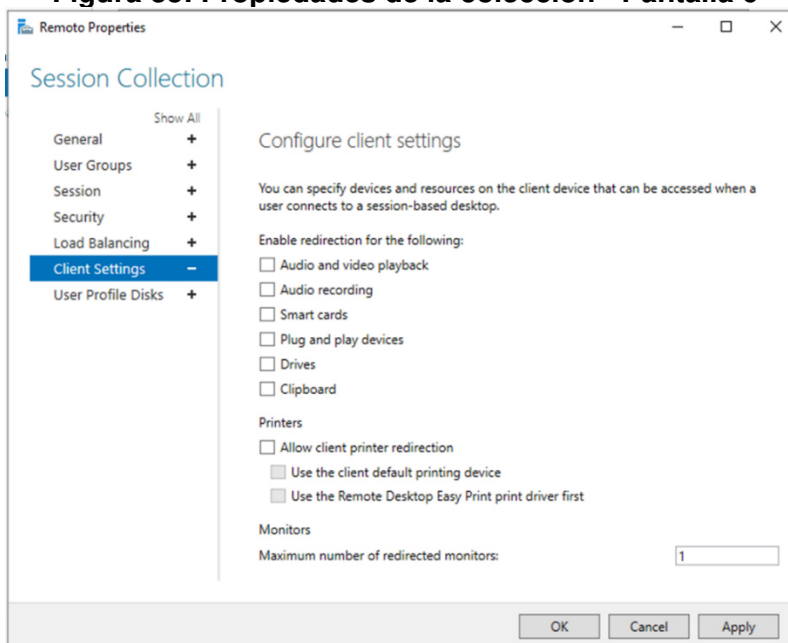 Remoto Properties
Session Collection
Show All
General
User Groups
Session
Security
Load Balancing
Client Settings
User Profile Disks
Configure client settings
You can specify devices and resources on the client device that can be accessed when a
user connects to a session-based desktop.
Enable redirection for the following:
Audio and video playback
Audio recording
Smart cards
Plug and play devices
Drives
Clipboard
Printers
Allow client printer redirection
Use the client default printing device
Use the Remote Desktop Easy Print print driver first
Monitors
Maximum number of redirected monitors:
1
OK Cancel Apply